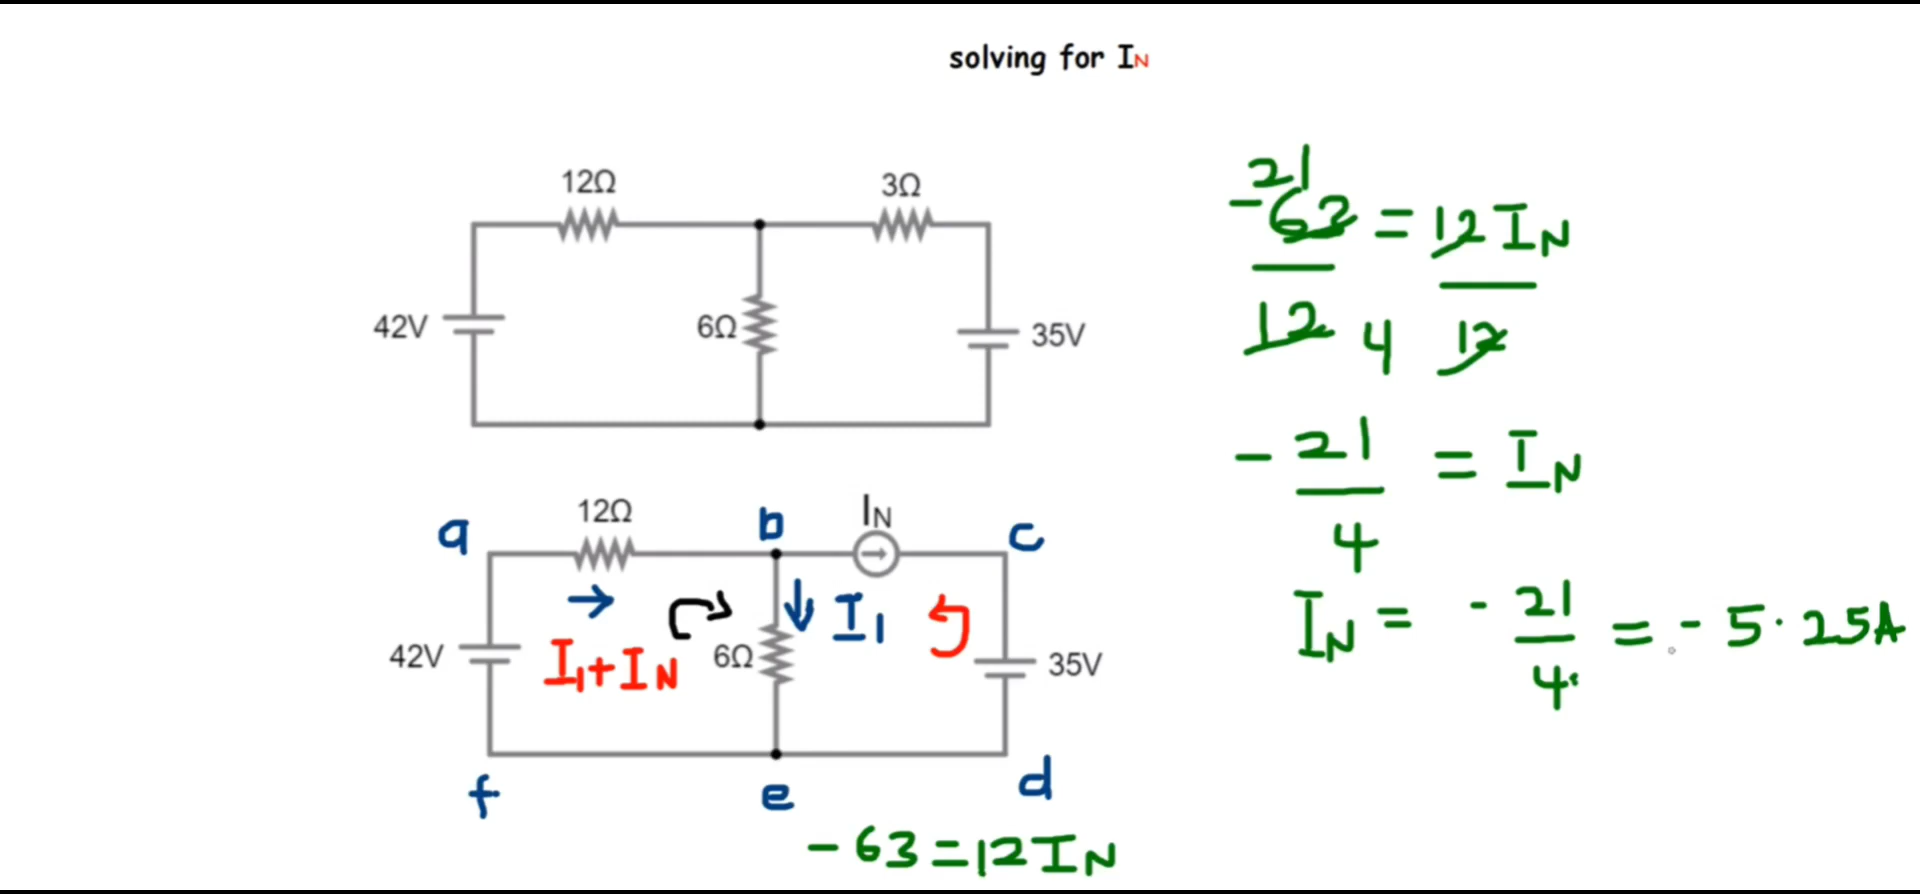 solving for IN
12Ω 3Ω
42V 6Ω 35V
a 12Ω b IN c
I1
42V I1+IN 6Ω 35V
f e d
-63=12IN
21
-63 = 12IN
12 4 12
- 21 = IN
4
IN = - 21 = - 5.25A
4